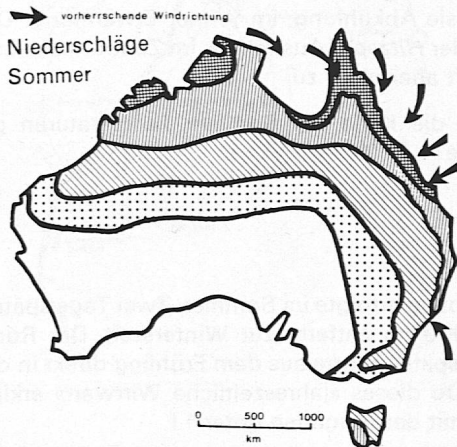 vorherrschende Windrichtung
Niederschläge
Sommer
0 500 1000
km